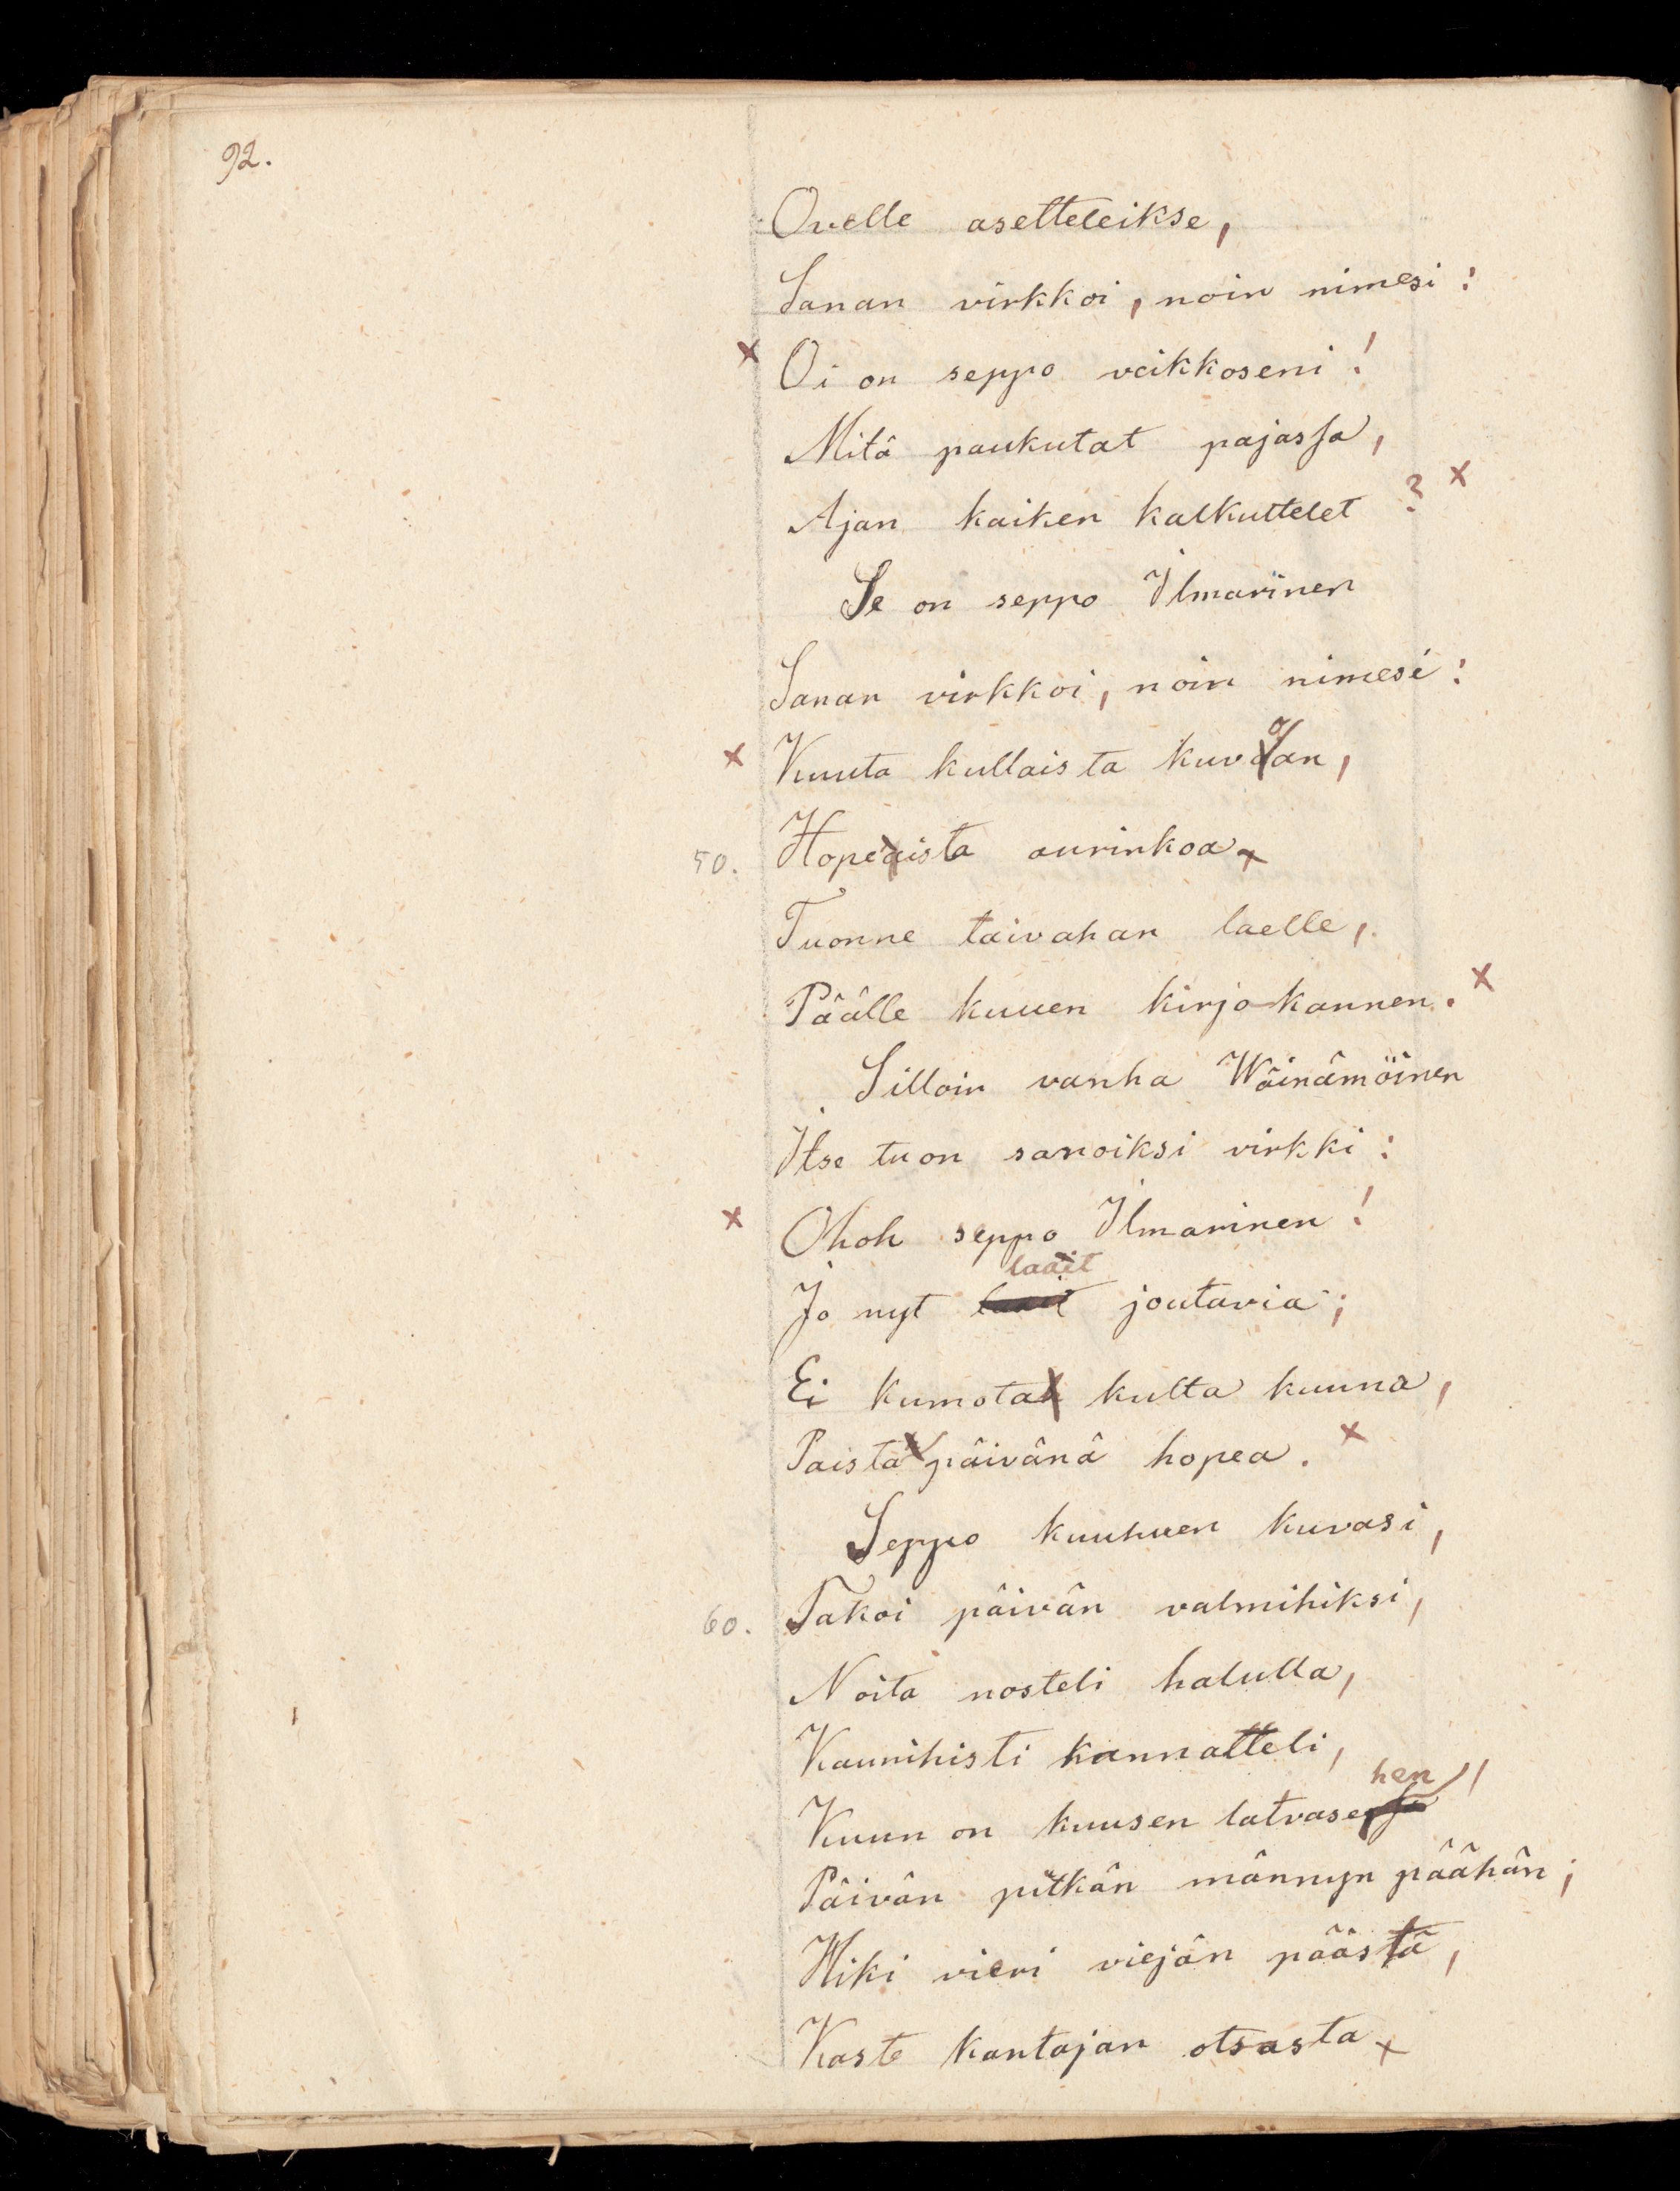 92.
Ovelle asetteleikse,
Sanan virkkoi, noin nimesi:
× Oi on seppo veikkoseni!
Mitä paukutat pajassa,
Ajan kaiken kalkuttelet? ×
Se on seppo Ilmarinen
Sanan virkkoi, noin nimesi:
× Kuuta kullaista kuvoan,
50. Hopeista aurinkoa ×
Tuonne taivahan laelle,
Päälle kuuen kirjokannen. ×
Silloin vanha Wäinämöinen
Itse tuon sanoiksi virkki:
× Ohoh seppo Ilmarinen!
laait
Jo nyt joutavia;
Ei kumota kulta kuuna,
Paista päivänä hopea. ×
Seppo kuuhuen kuvasi,
60. Takoi päivän valmihiksi,
Noita nosteli halulla,
Kaunihisti kannatteli,
Kuun on kuusen latvasehen,
Päivän pitkän männyn päähän;
Hiki vieri viejän päästä,
Kaste kantajan otsasta ×